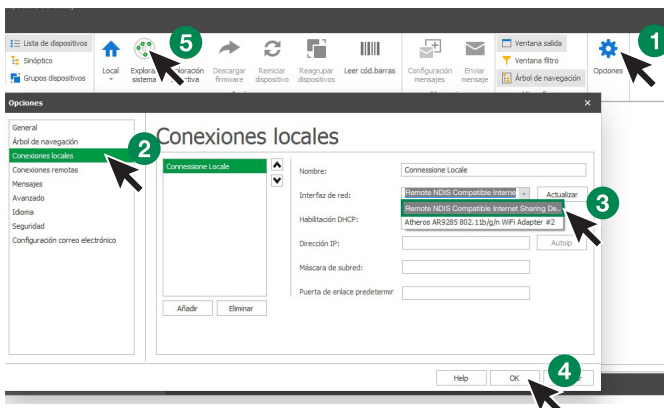 Lista de dispositivos
Sinóptico
Grupos dispositivos
Local
Explora
sistema
5
oración
tiva
Descargar
firmware
Reiniciar
dispositivo
Reagrupar
dispositivos
Leer cód.barras
Configuración
mensajes
Enviar
mensaje
Ventana salida
Ventana filtro
Árbol de navegación
Opciones
1
Opciones
×
General
Árbol de navegación
Conexiones locales
Conexiones remotas
Mensajes
Avanzado
Idoma
Seguridad
Configuración correo electrónico
2
Conexiones locales
Connessione Locale
Añadir
Eliminar
Nombre:
Connessione Locale
Interfaz de red:
Remote NDIS Compatible Interne
Actualizar
Remote NDIS Compatible Internet Sharing De..
Atheros AR9285 802.11b/g/n WiFi Adapter #2
3
Habilitación DHCP:
Dirección IP:
Autoip
Máscara de subred:
Puerta de enlace predetermir
Help
OK
4